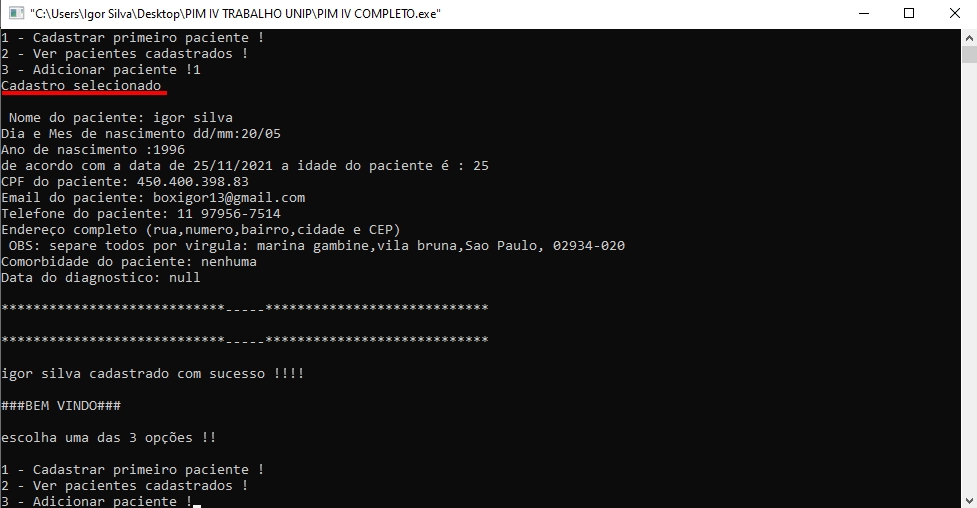 "C:\Users\Igor Silva\Desktop\PIM IV TRABALHO UNIP\PIM IV COMPLETO.exe"
1 - Cadastrar primeiro paciente !
2 - Ver pacientes cadastrados !
3 - Adicionar paciente !1
Cadastro selecionado
Nome do paciente: igor silva
Dia e Mes de nascimento dd/mm:20/05
Ano de nascimento :1996
de acordo com a data de 25/11/2021 a idade do paciente é : 25
CPF do paciente: 450.400.398.83
Email do paciente: boxigor13@gmail.com
Telefone do paciente: 11 97956-7514
Endereço completo (rua,numero,bairro,cidade e CEP)
OBS: separe todos por virgula: marina gambine,vila bruna,Sao Paulo, 02934-020
Comorbidade do paciente: nenhuma
Data do diagnostico: null
****************************-----****************************
****************************-----****************************
igor silva cadastrado com sucesso !!!!
###BEM VINDO###
escolha uma das 3 opções !!
1 - Cadastrar primeiro paciente !
2 - Ver pacientes cadastrados !
3 - Adicionar paciente !